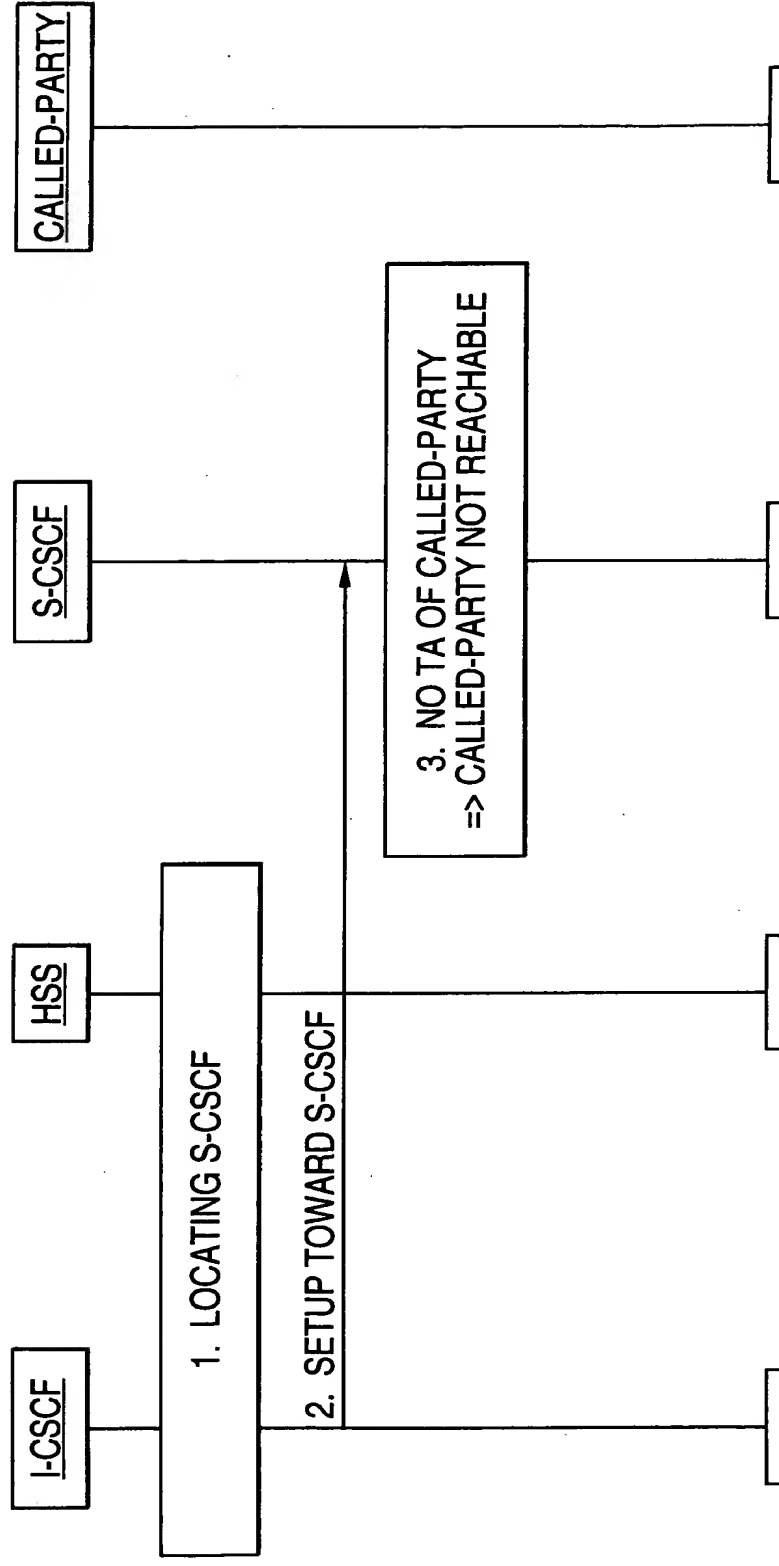 I-CSCF
HSS
S-CSCF
CALLED-PARTY
1. LOCATING S-CSCF
2. SETUP TOWARD S-CSCF
3. NO TA OF CALLED-PARTY
=> CALLED-PARTY NOT REACHABLE